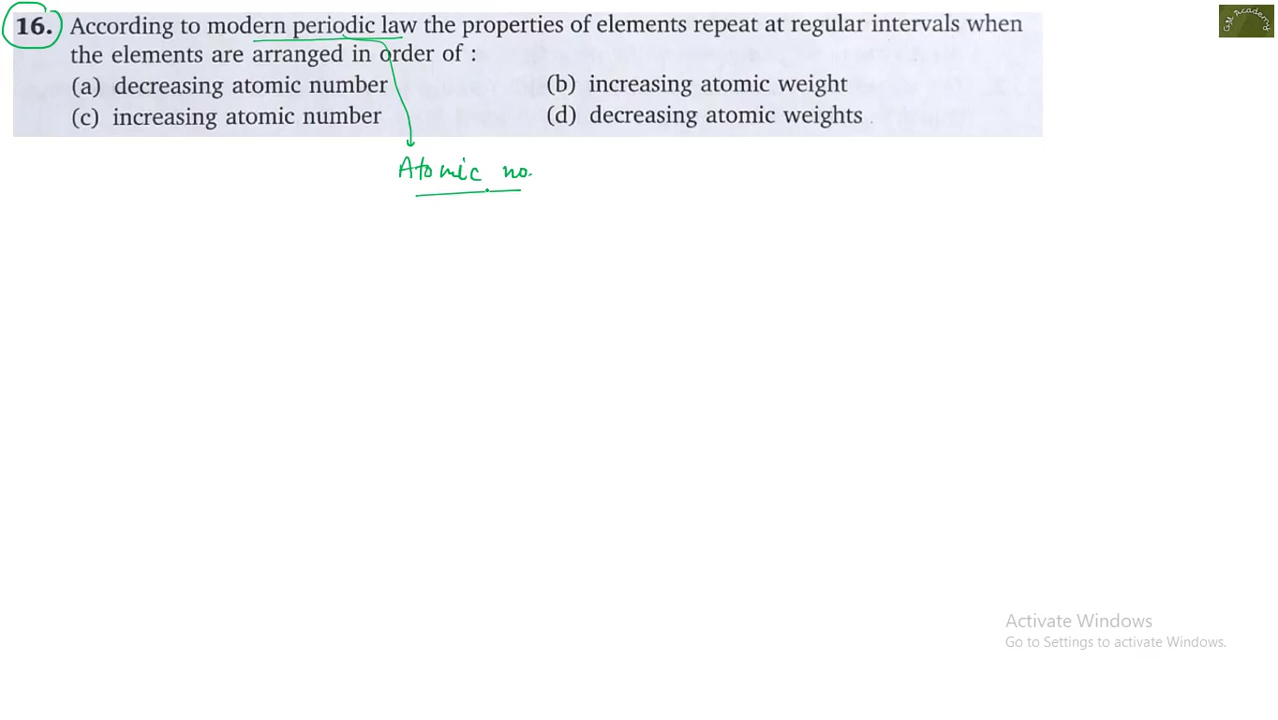 16. According to modern periodic law the properties of elements repeat at regular intervals when
the elements are arranged in order of :
(a) decreasing atomic number (b) increasing atomic weight
(c) increasing atomic number (d) decreasing atomic weights
Atomic no.
GM Academy
Activate Windows
Go to Settings to activate Windows.